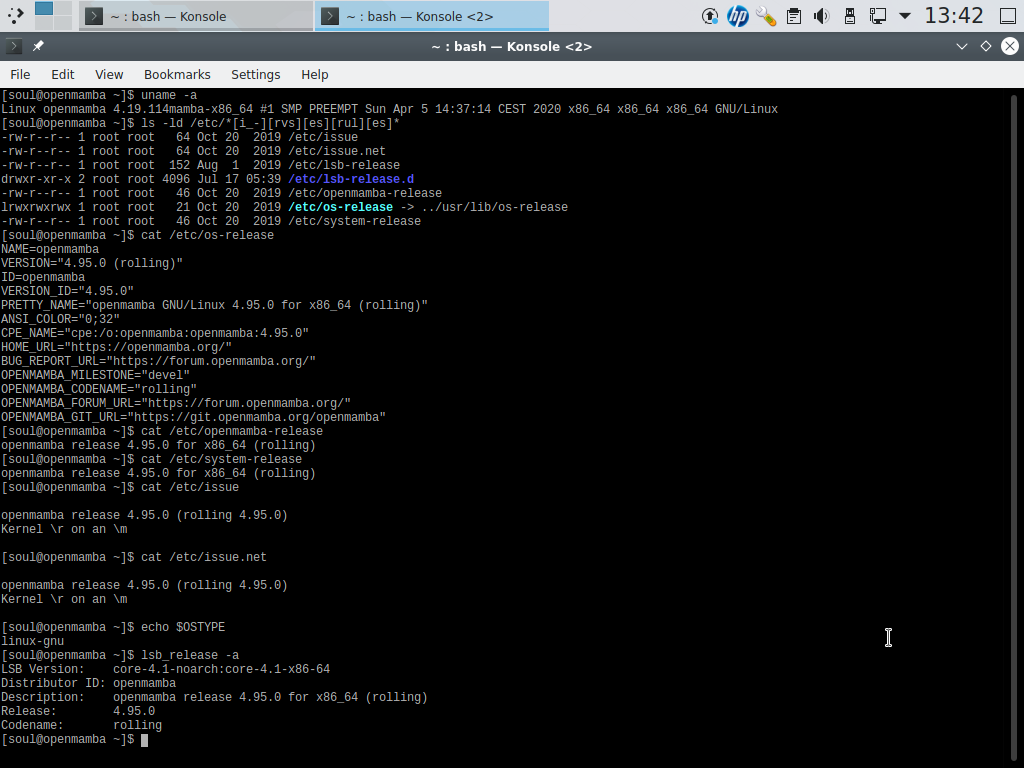 ~ : bash — Konsole
~ : bash — Konsole <2>
hp
13:42
~ : bash — Konsole <2>
File Edit View Bookmarks Settings Help
[soul@openmamba ~]$ uname -a
Linux openmamba 4.19.114mamba-x86_64 #1 SMP PREEMPT Sun Apr 5 14:37:14 CEST 2020 x86_64 x86_64 x86_64 GNU/Linux
[soul@openmamba ~]$ ls -ld /etc/*[i_-][rvs][es][rul][es]*
-rw-r--r-- 1 root root   64 Oct 20  2019 /etc/issue
-rw-r--r-- 1 root root   64 Oct 20  2019 /etc/issue.net
-rw-r--r-- 1 root root  152 Aug  1  2019 /etc/lsb-release
drwxr-xr-x 2 root root 4096 Jul 17 05:39 /etc/lsb-release.d
-rw-r--r-- 1 root root   46 Oct 20  2019 /etc/openmamba-release
lrwxrwxrwx 1 root root   21 Oct 20  2019 /etc/os-release -> ../usr/lib/os-release
-rw-r--r-- 1 root root   46 Oct 20  2019 /etc/system-release
[soul@openmamba ~]$ cat /etc/os-release
NAME=openmamba
VERSION="4.95.0 (rolling)"
ID=openmamba
VERSION_ID="4.95.0"
PRETTY_NAME="openmamba GNU/Linux 4.95.0 for x86_64 (rolling)"
ANSI_COLOR="0;32"
CPE_NAME="cpe:/o:openmamba:openmamba:4.95.0"
HOME_URL="https://openmamba.org/"
BUG_REPORT_URL="https://forum.openmamba.org/"
OPENMAMBA_MILESTONE="devel"
OPENMAMBA_CODENAME="rolling"
OPENMAMBA_FORUM_URL="https://forum.openmamba.org/"
OPENMAMBA_GIT_URL="https://git.openmamba.org/openmamba"
[soul@openmamba ~]$ cat /etc/openmamba-release
openmamba release 4.95.0 for x86_64 (rolling)
[soul@openmamba ~]$ cat /etc/system-release
openmamba release 4.95.0 for x86_64 (rolling)
[soul@openmamba ~]$ cat /etc/issue
openmamba release 4.95.0 (rolling 4.95.0)
Kernel \r on an \m
[soul@openmamba ~]$ cat /etc/issue.net
openmamba release 4.95.0 (rolling 4.95.0)
Kernel \r on an \m
[soul@openmamba ~]$ echo $OSTYPE
linux-gnu
[soul@openmamba ~]$ lsb_release -a
LSB Version:    core-4.1-noarch:core-4.1-x86-64
Distributor ID: openmamba
Description:    openmamba release 4.95.0 for x86_64 (rolling)
Release:        4.95.0
Codename:       rolling
[soul@openmamba ~]$